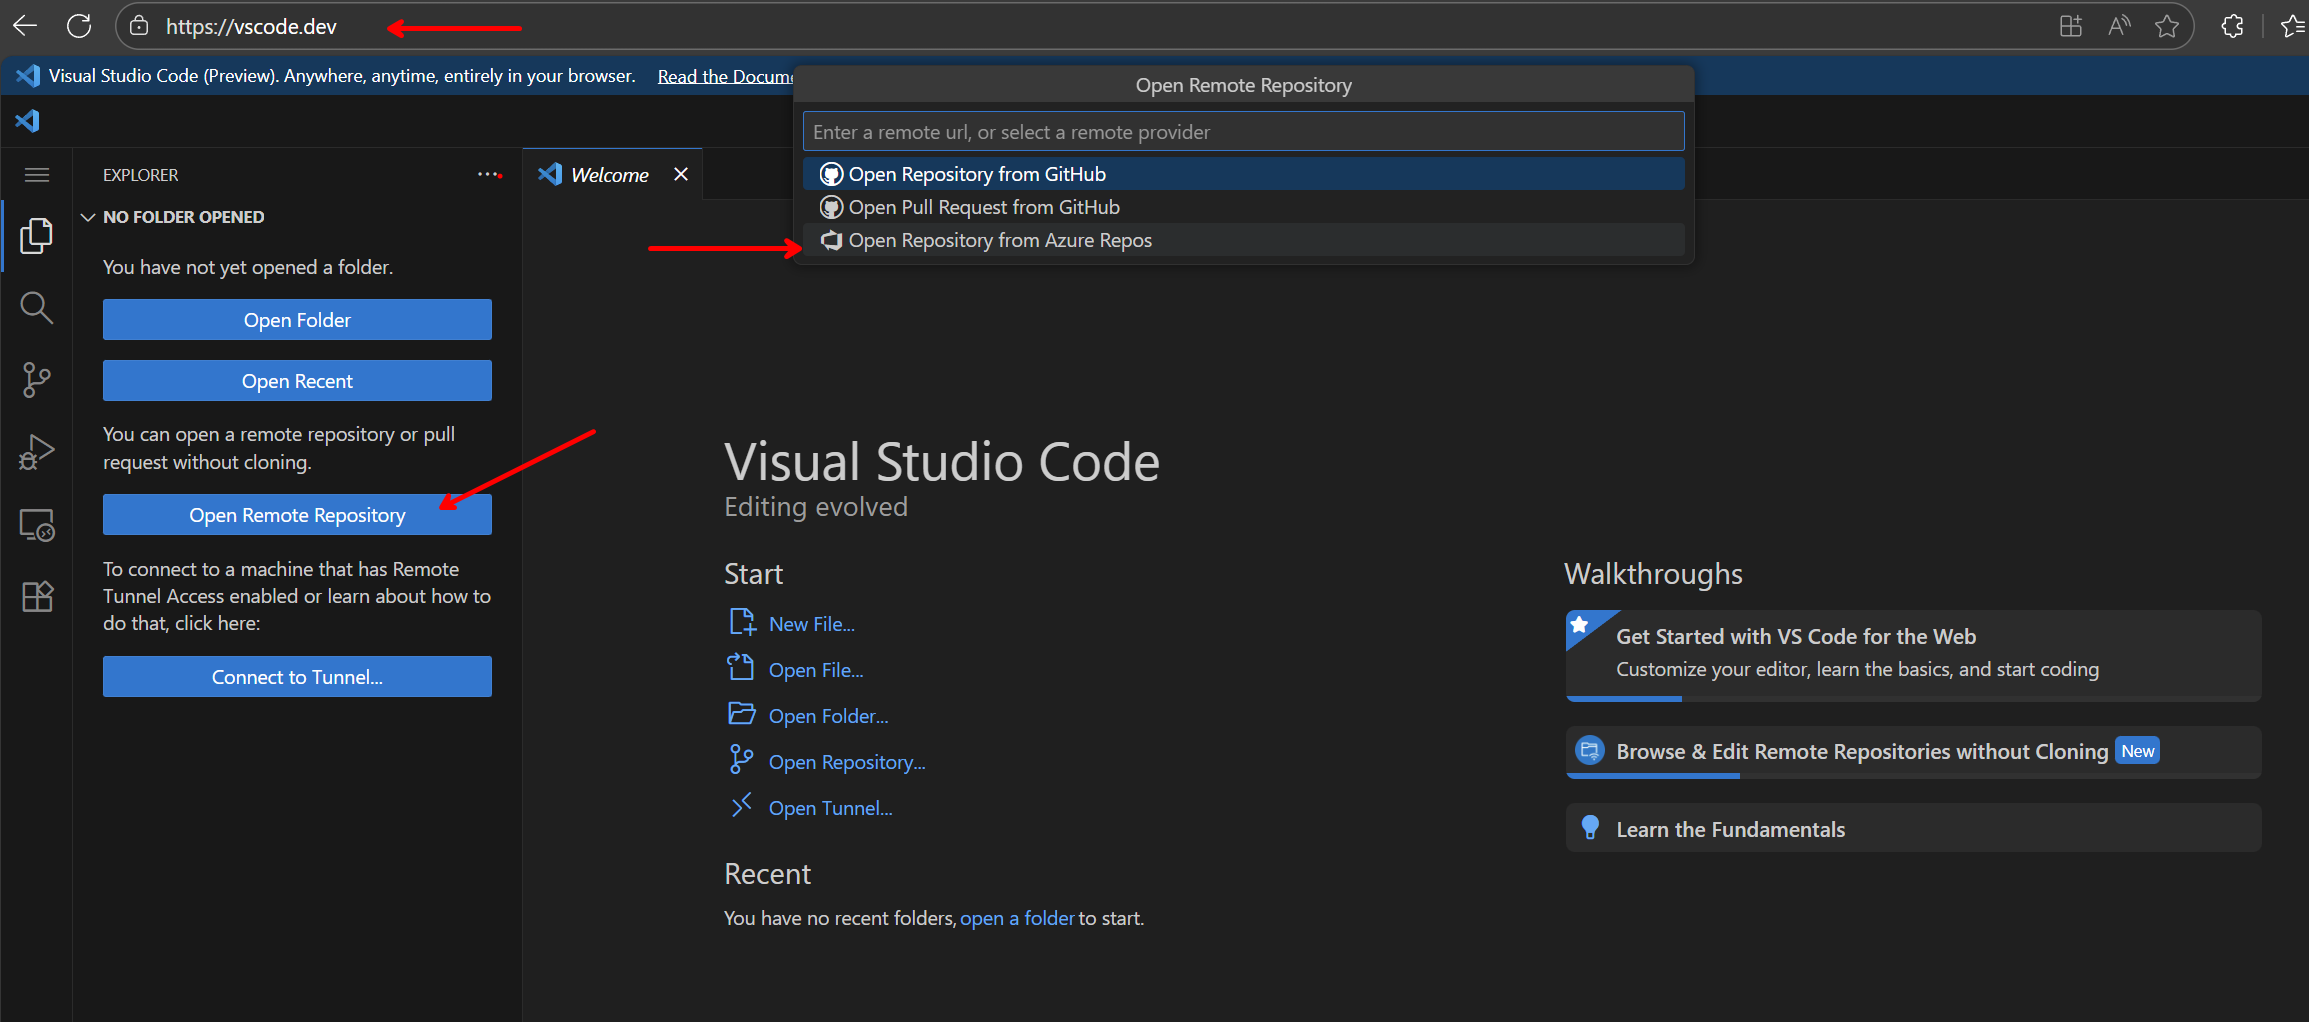 https://vscode.dev
Visual Studio Code (Preview). Anywhere, anytime, entirely in your browser. Read the Docume
Open Remote Repository
Enter a remote url, or select a remote provider
Open Repository from GitHub
Open Pull Request from GitHub
Open Repository from Azure Repos
EXPLORER
NO FOLDER OPENED
You have not yet opened a folder.
Open Folder
Open Recent
You can open a remote repository or pull
request without cloning.
Open Remote Repository
To connect to a machine that has Remote
Tunnel Access enabled or learn about how to
do that, click here:
Connect to Tunnel...
Welcome
Visual Studio Code
Editing evolved
Start
New File...
Open File...
Open Folder...
Open Repository...
Open Tunnel...
Recent
You have no recent folders, open a folder to start.
Walkthroughs
Get Started with VS Code for the Web
Customize your editor, learn the basics, and start coding
Browse & Edit Remote Repositories without Cloning New
Learn the Fundamentals